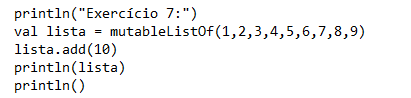 println("Exercício 7:")
val lista = mutableListOf(1,2,3,4,5,6,7,8,9)
lista.add(10)
println(lista)
println()